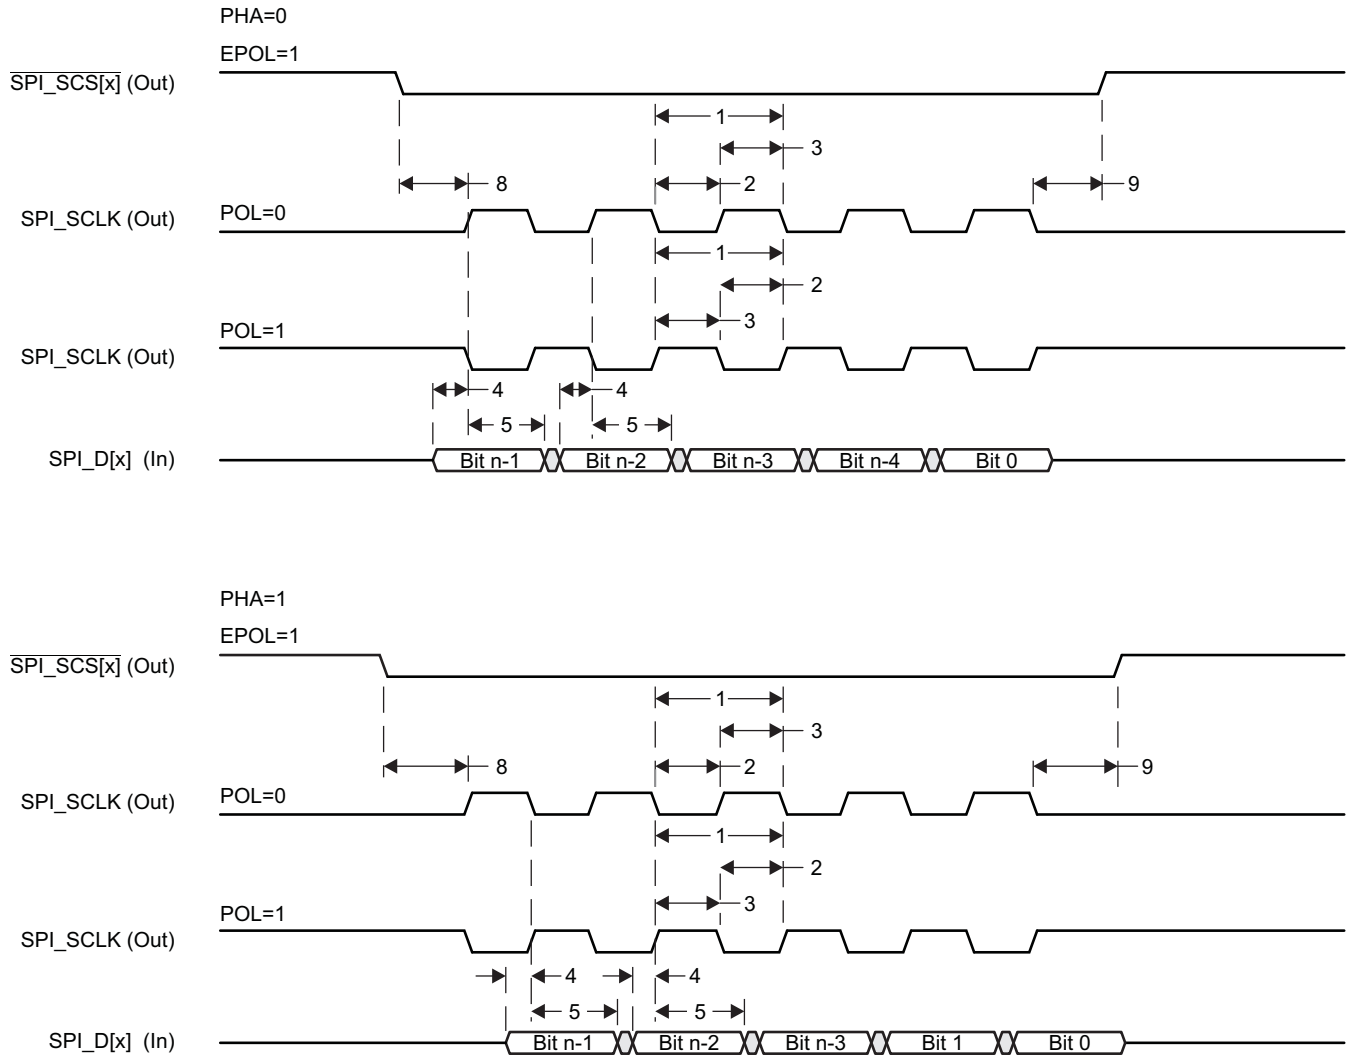 PHA=0
EPOL=1
SPI_SCS[x] (Out)
1
3
8
2
9
SPI_SCLK (Out)
POL=0
1
2
3
POL=1
SPI_SCLK (Out)
4
4
5
5
SPI_D[x] (In)
Bit n-1
Bit n-2
Bit n-3
Bit n-4
Bit 0
PHA=1
EPOL=1
SPI_SCS[x] (Out)
1
3
8
2
9
SPI_SCLK (Out)
POL=0
1
2
3
POL=1
SPI_SCLK (Out)
4
4
5
5
SPI_D[x] (In)
Bit n-1
Bit n-2
Bit n-3
Bit 1
Bit 0